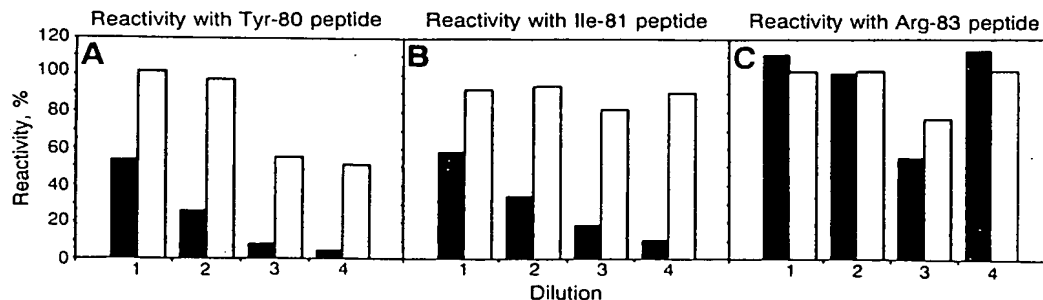 Reactivity with Tyr-80 peptide
Reactivity with Ile-81 peptide
Reactivity with Arg-83 peptide
Reactivity, %
120
100
80
60
40
20
0
A
B
C
1 2 3 4
1 2 3 4
1 2 3 4
Dilution